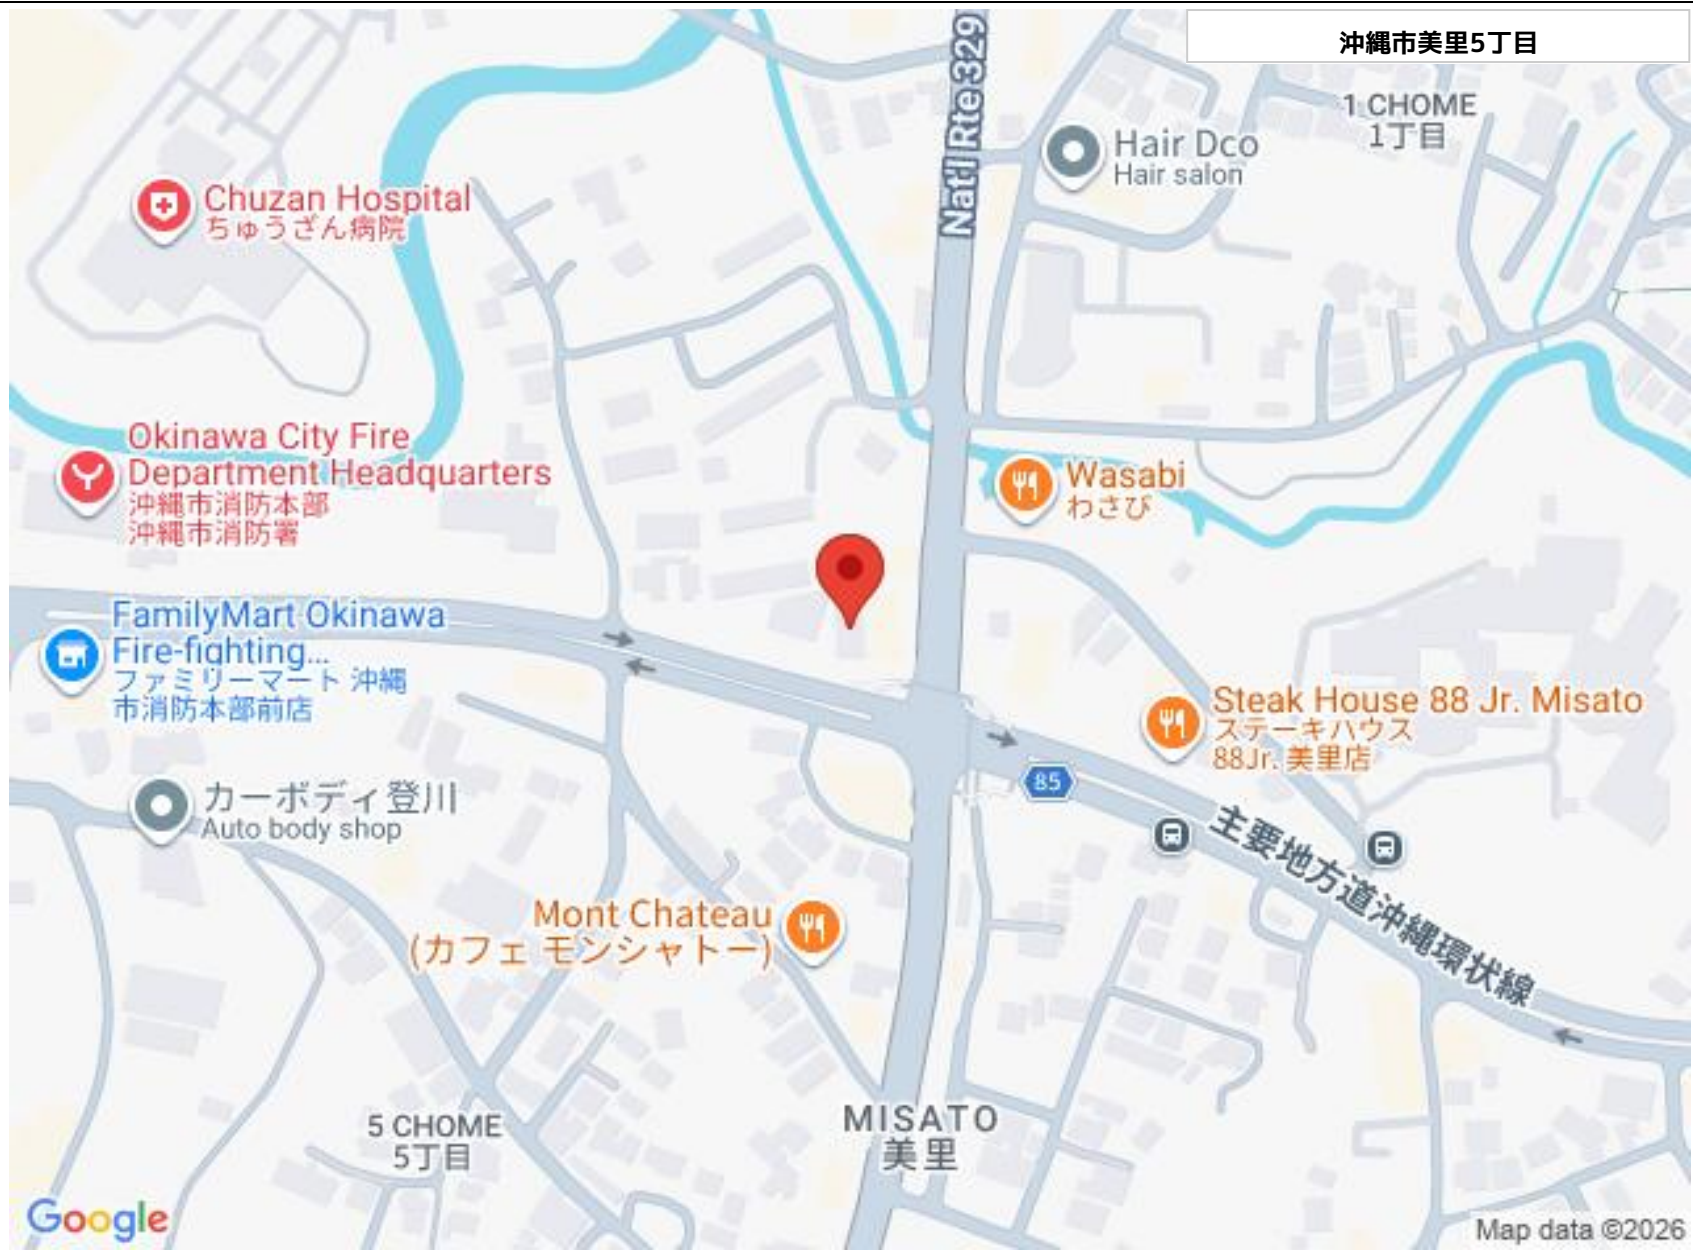 沖縄市美里5丁目
Nat'l Rte 329
1 CHOME
1丁目
Hair Dco
Hair salon
Chuzan Hospital
ちゅうざん病院
Okinawa City Fire
Department Headquarters
沖縄市消防本部
沖縄市消防署
Wasabi
わさび
FamilyMart Okinawa
Fire-fighting...
ファミリーマート 沖縄
市消防本部前店
Steak House 88 Jr. Misato
ステーキハウス
88Jr. 美里店
85
カーボディ登川
Auto body shop
主要地方道沖縄環状線
Mont Chateau
(カフェ モンシャトー)
5 CHOME
5丁目
MISATO
美里
Google
Map data ©2026